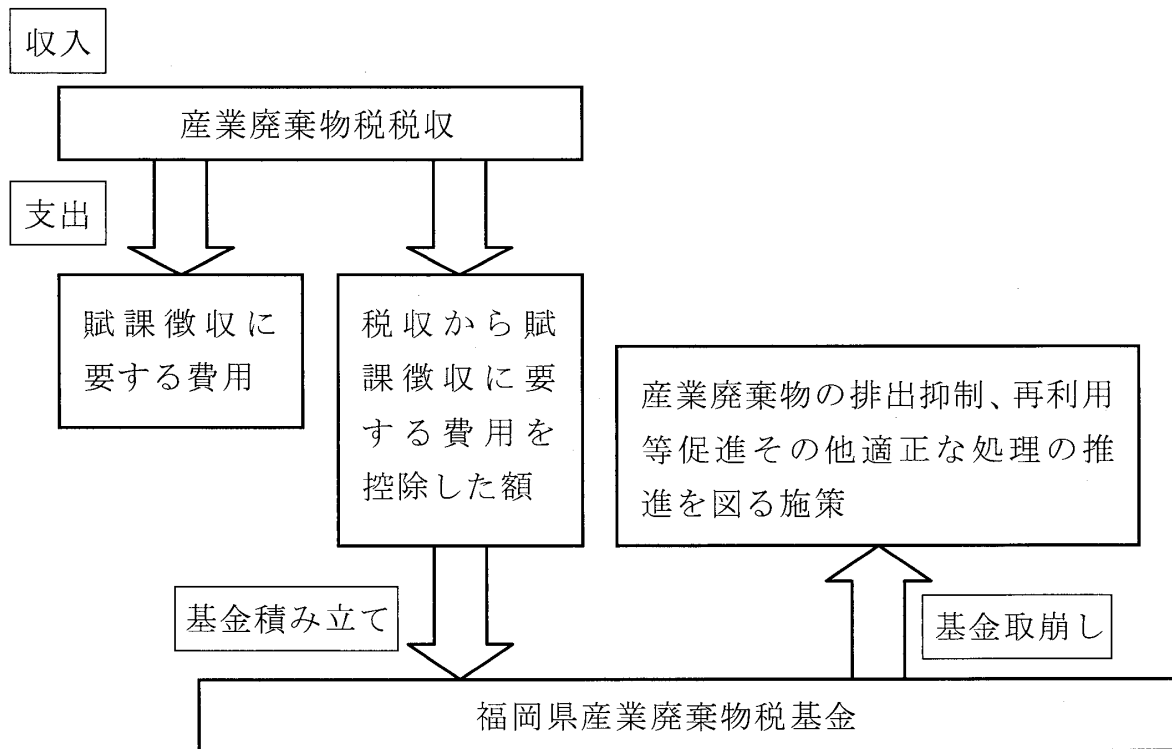 収入
産業廃棄物税税収
支出
賦課徴収に
要する費用
税収から賦
課徴収に要
する費用を
控除した額
産業廃棄物の排出抑制、再利用
等促進その他適正な処理の推
進を図る施策
基金積み立て
基金取崩し
福岡県産業廃棄物税基金